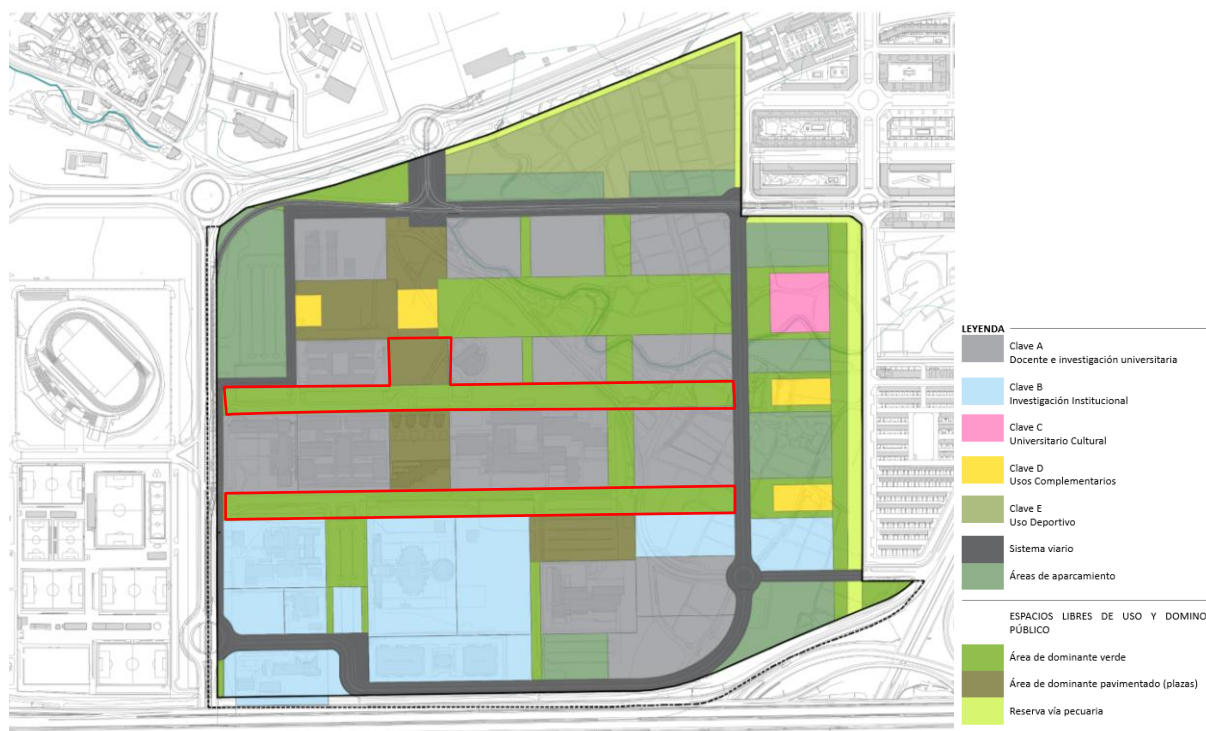 LEYENDA
Clave A
Docente e investigación universitaria
Clave B
Investigación Institucional
Clave C
Universitario Cultural
Clave D
Usos Complementarios
Clave E
Uso Deportivo
Sistema viario
Áreas de aparcamiento
ESPACIOS LIBRES DE USO Y DOMINO
PÚBLICO
Área de dominante verde
Área de dominante pavimentado (plazas)
Reserva vía pecuaria